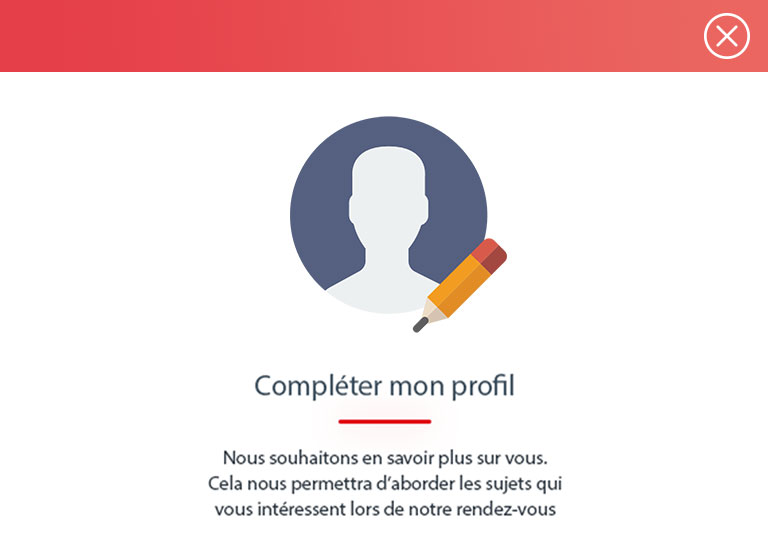 Compléter mon profil
Nous souhaitons en savoir plus sur vous.
Cela nous permettra d’aborder les sujets qui
vous intéressent lors de notre rendez-vous